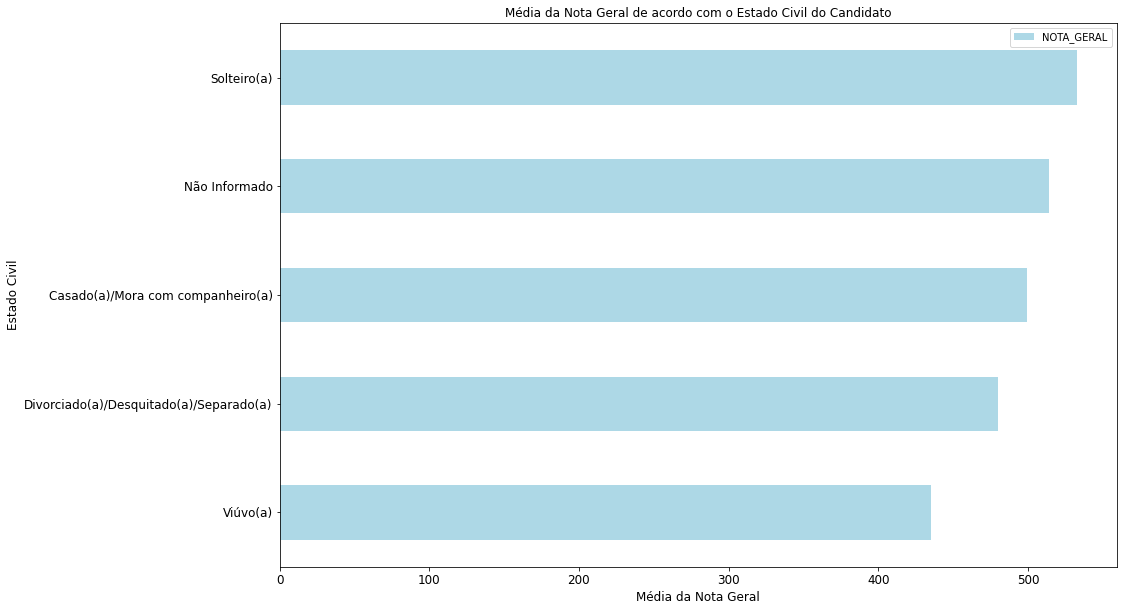 Média da Nota Geral de acordo com o Estado Civil do Candidato
NOTA_GERAL
Estado Civil
Solteiro(a)
Não Informado
Casado(a)/Mora com companheiro(a)
Divorciado(a)/Desquitado(a)/Separado(a)
Viúvo(a)
0 100 200 300 400 500
Média da Nota Geral